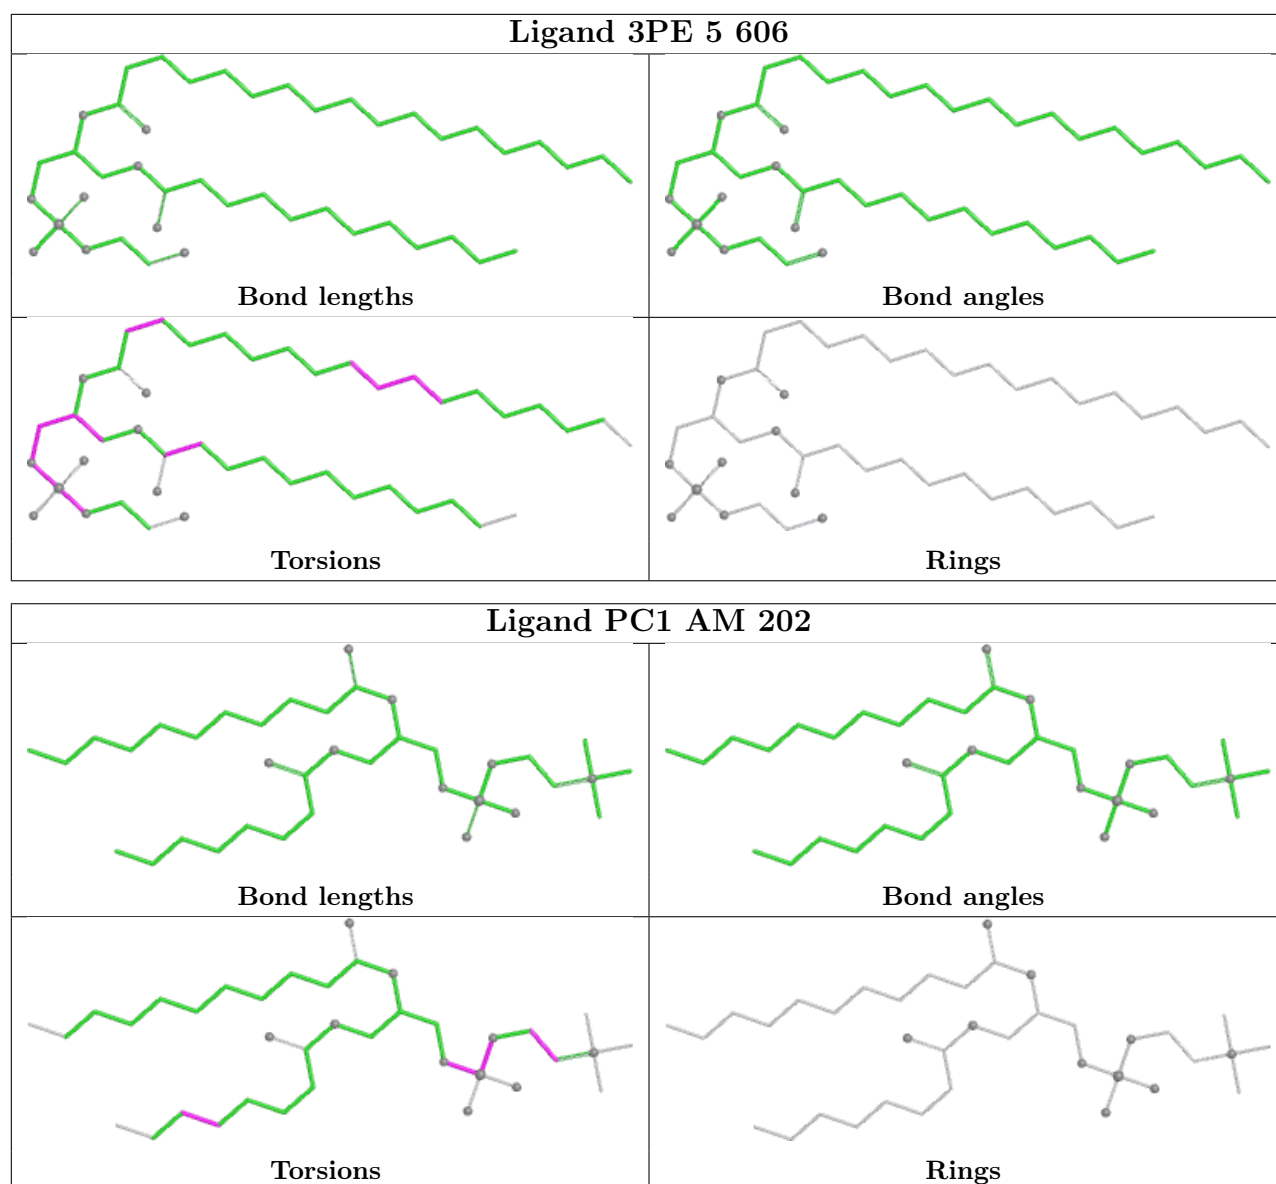 Ligand 3PE 5 606
Bond lengths
Bond angles
Torsions
Rings
Ligand PC1 AM 202
Bond lengths
Bond angles
Torsions
Rings